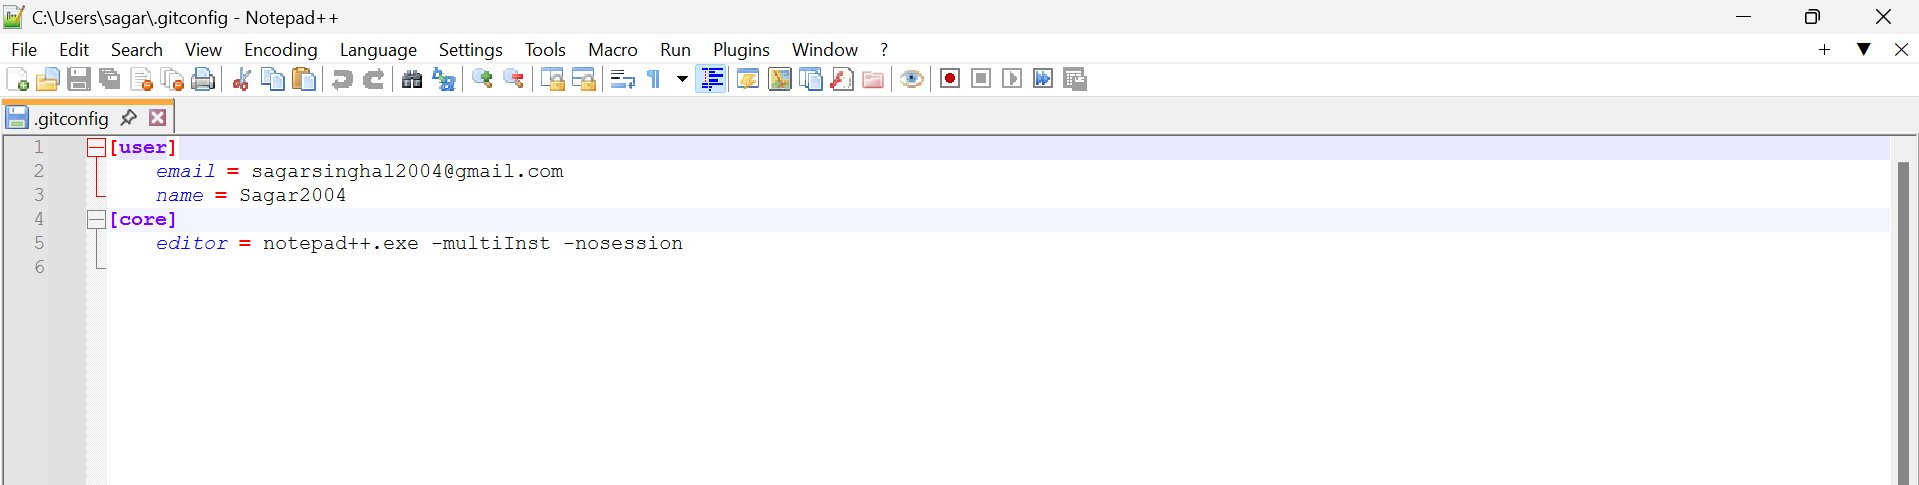 C:\Users\sagar\.gitconfig - Notepad++
File Edit Search View Encoding Language Settings Tools Macro Run Plugins Window ?
.gitconfig
1 [user]
2 email = sagarsinghal2004@gmail.com
3 name = Sagar2004
4 [core]
5 editor = notepad++.exe -multiInst -nosession
6